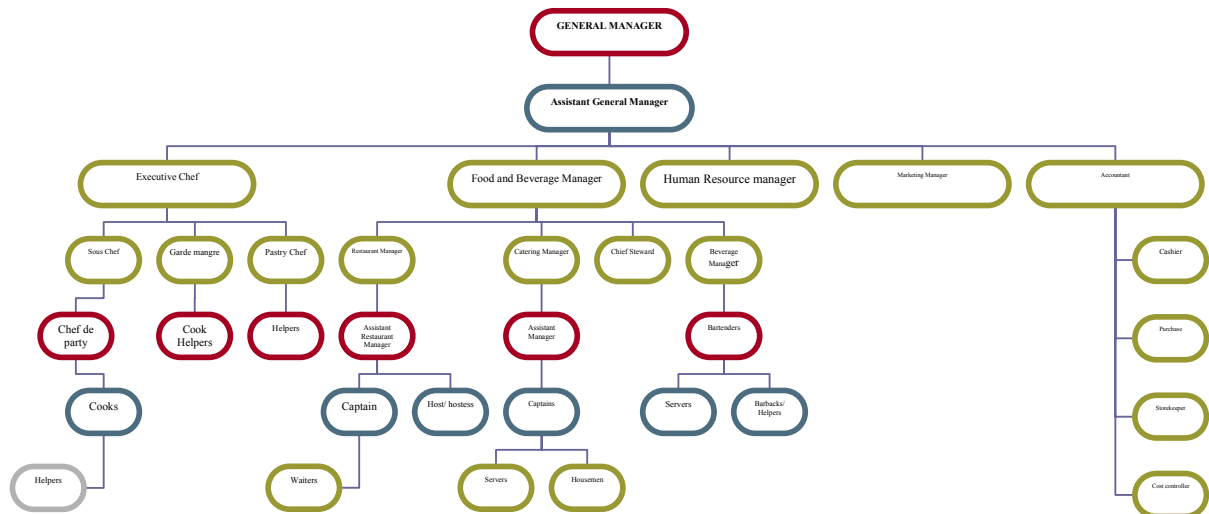 GENERAL MANAGER
Assistant General Manager
Executive Chef
Food and Beverage Manager
Human Resource manager
Marketing Manager
Accountant
Sous Chef
Garde mangre
Pastry Chef
Restaurant Manager
Catering Manager
Chief Steward
Beverage
Manager
Cashier
Chef de
party
Cook
Helpers
Helpers
Assistant
Restaurant
Manager
Assistant
Manager
Bartenders
Purchase
Cooks
Captain
Host/ hostess
Captains
Servers
Barbacks/
Helpers
Storekeeper
Helpers
Waiters
Servers
Housemen
Cost controller